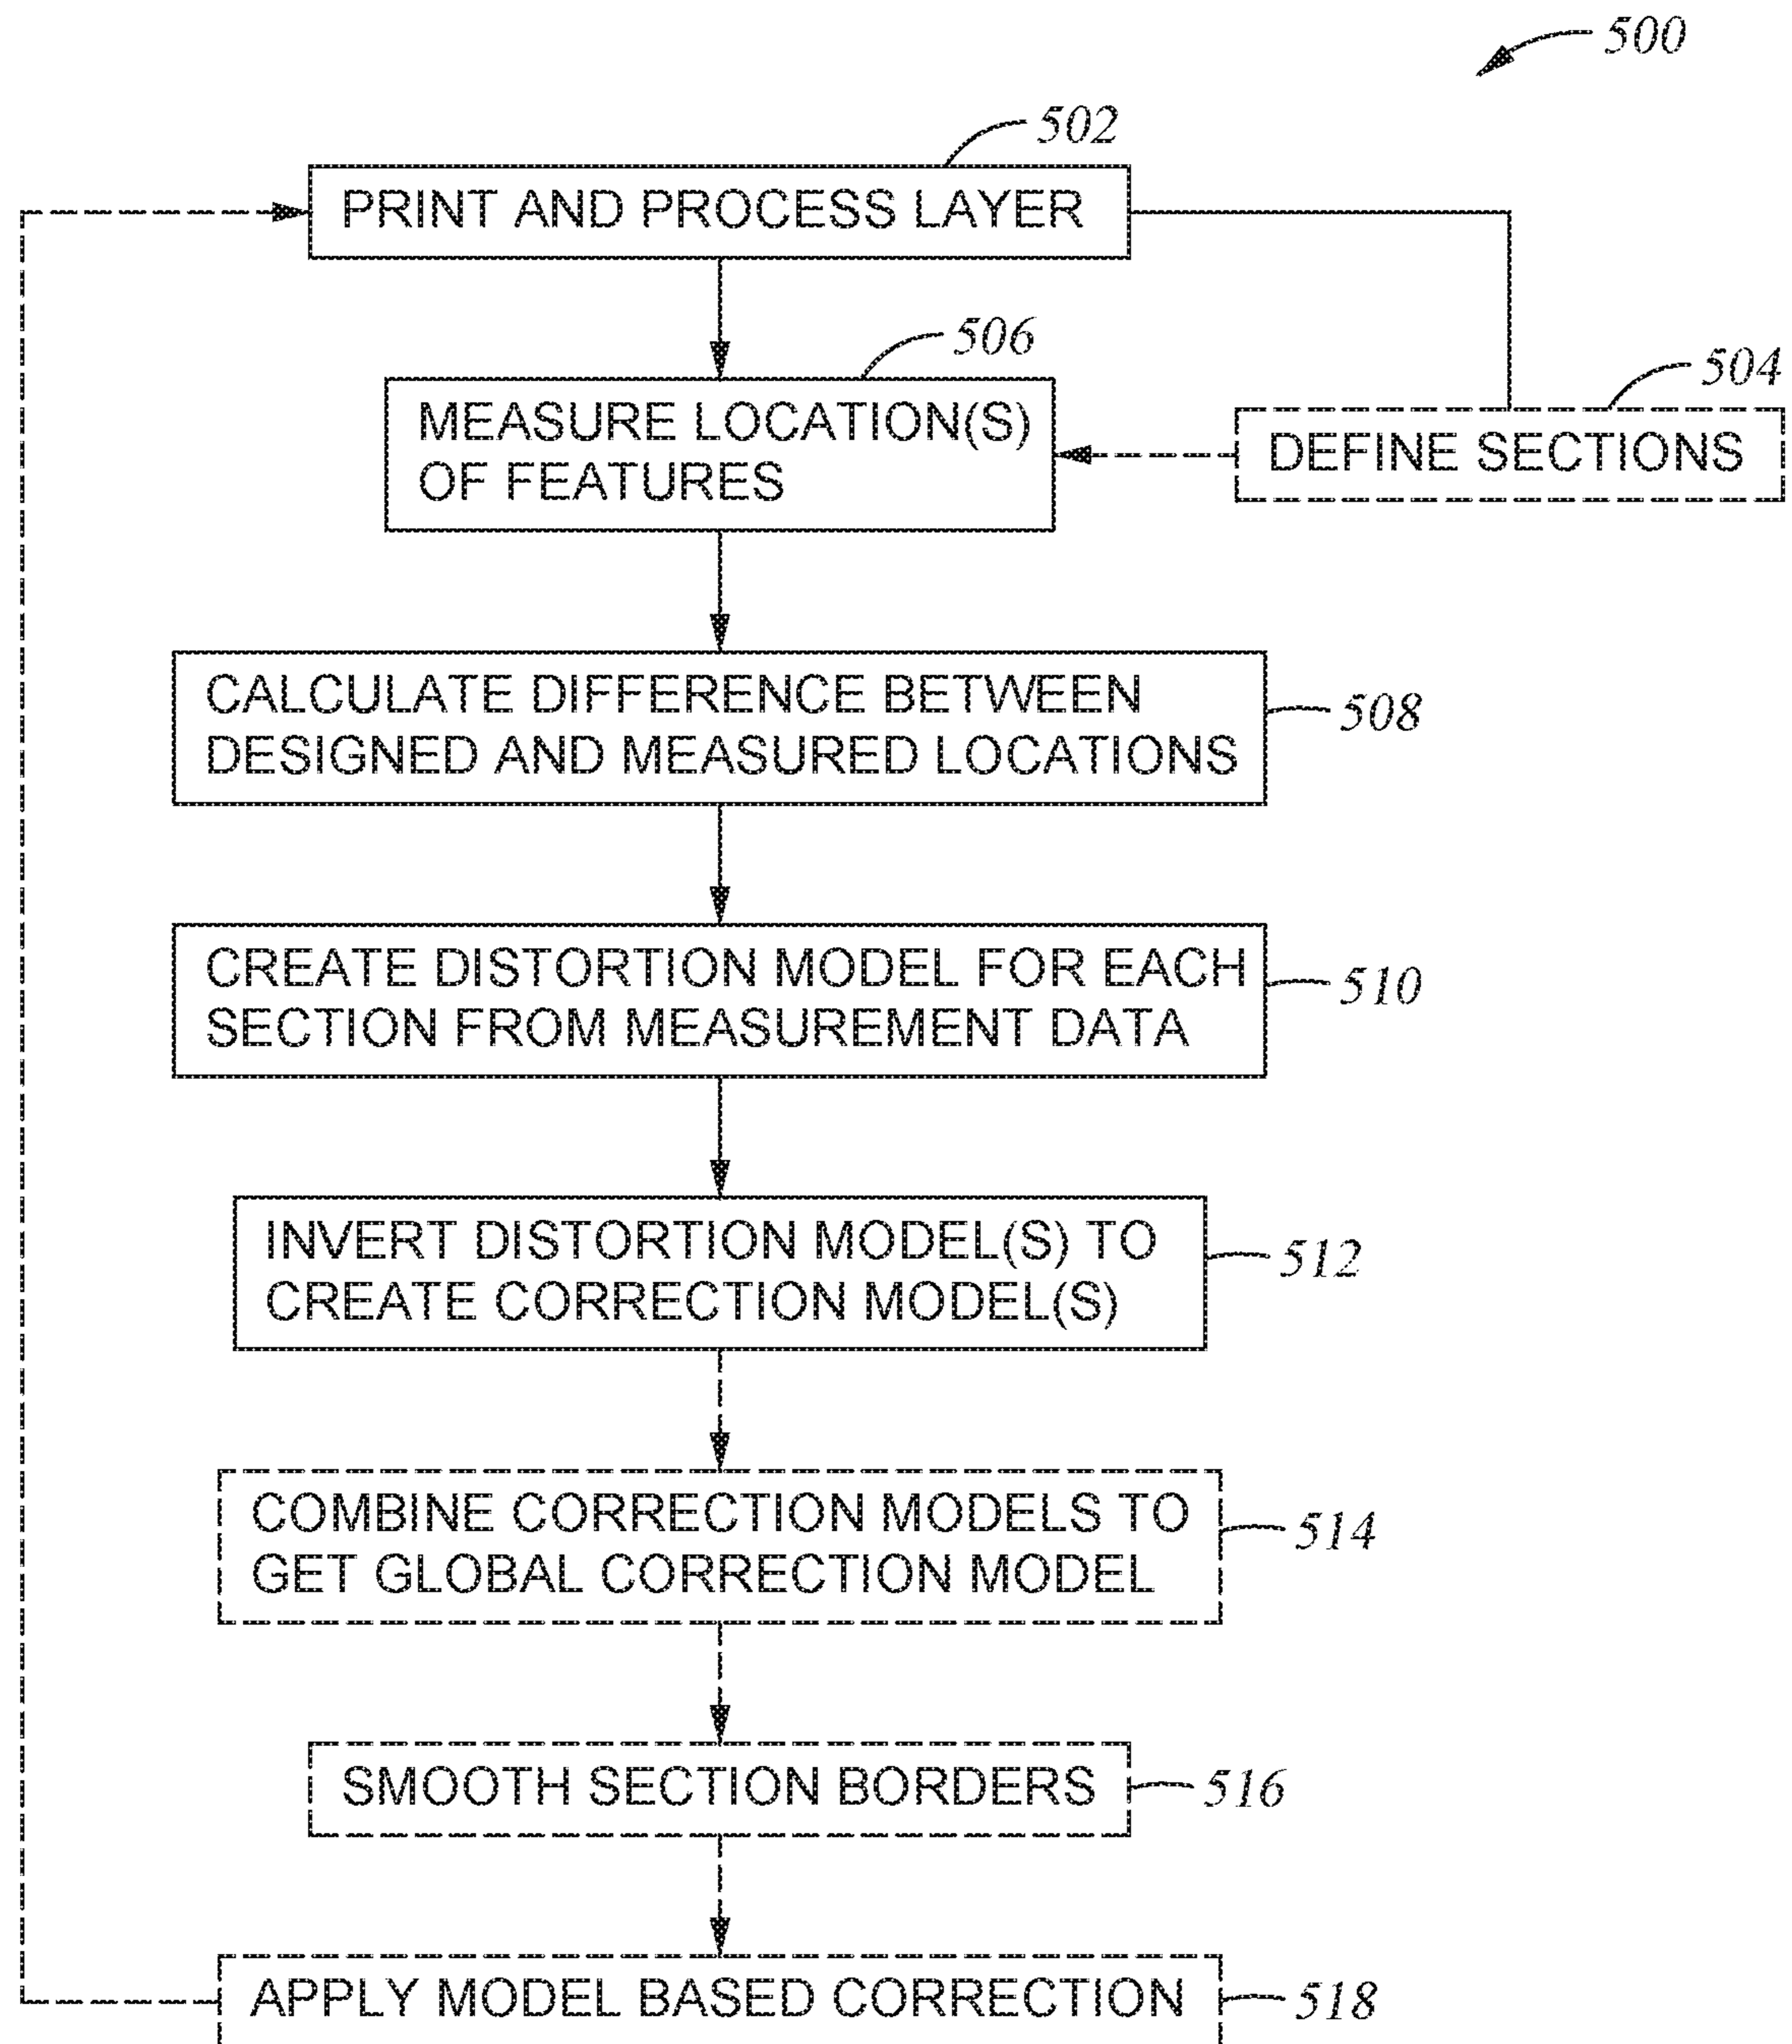 500
502
PRINT AND PROCESS LAYER
506
MEASURE LOCATION(S)
OF FEATURES
504
DEFINE SECTIONS
CALCULATE DIFFERENCE BETWEEN
DESIGNED AND MEASURED LOCATIONS
508
CREATE DISTORTION MODEL FOR EACH
SECTION FROM MEASUREMENT DATA
510
INVERT DISTORTION MODEL(S) TO
CREATE CORRECTION MODEL(S)
512
COMBINE CORRECTION MODELS TO
GET GLOBAL CORRECTION MODEL
514
SMOOTH SECTION BORDERS
516
APPLY MODEL BASED CORRECTION
518